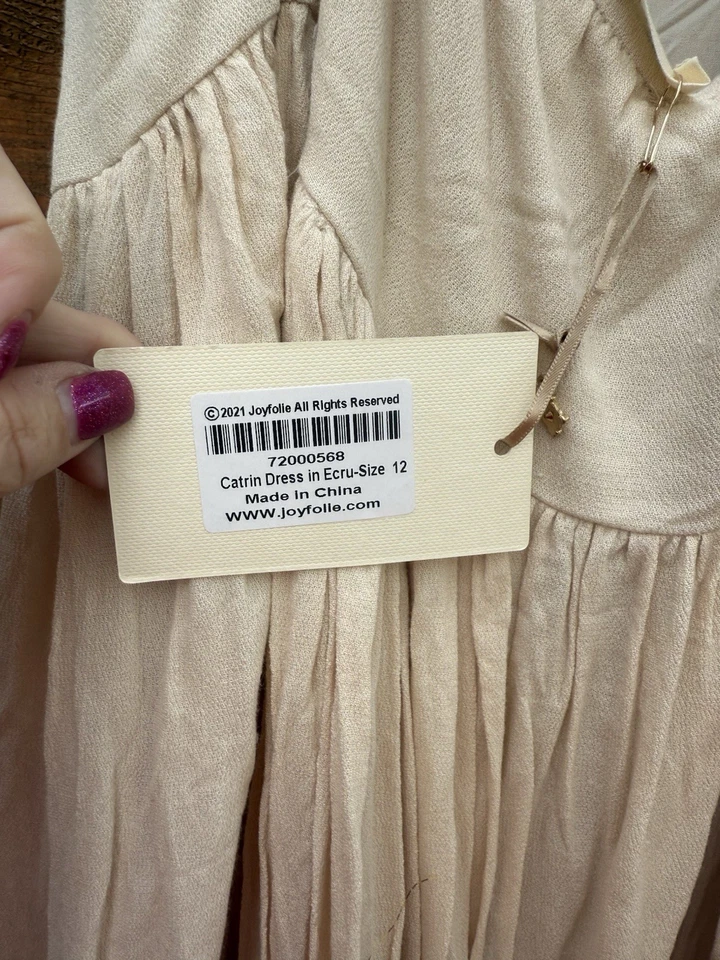 ©2021 Joyfolie All Rights Reserved
72000568
Catrin Dress in Ecru-Size 12
Made in China
www.joyfolie.com